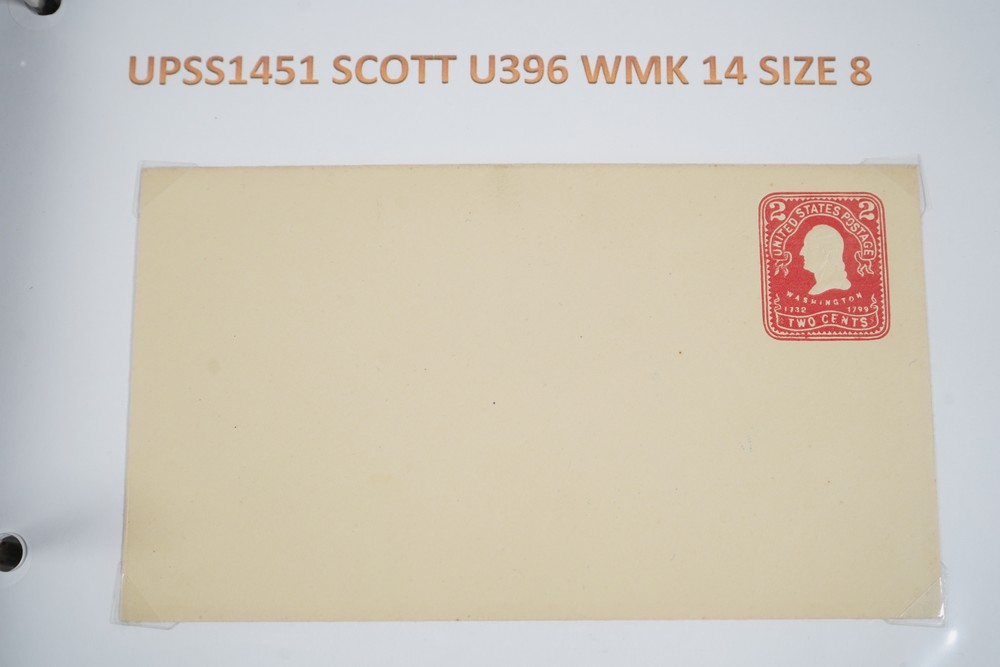 UPSS1451 SCOTT U396 WMK 14 SIZE 8
2 2
UNITED STATES POSTAGE
WASHINGTON
1732 1799
TWO CENTS